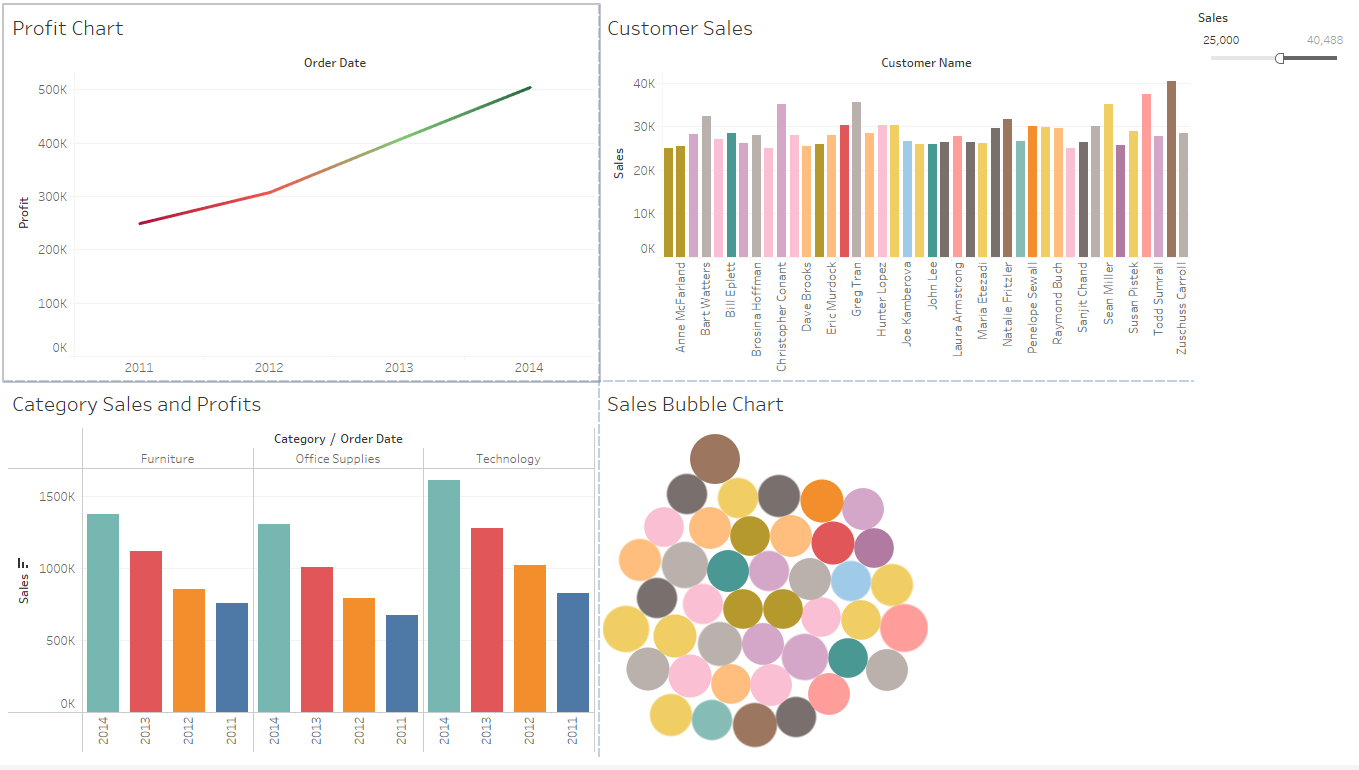 Profit Chart
Order Date
Profit
500K
400K
300K
200K
100K
0K
2011 2012 2013 2014
Customer Sales
Customer Name
Sales
40K
30K
20K
10K
0K
Anne McFarland
Bart Watters
Bill Eplett
Brosina Hoffman
Christopher Conant
Dave Brooks
Eric Murdock
Greg Tran
Hunter Lopez
Joe Kamberova
John Lee
Laura Armstrong
Maria Etezadi
Natalie Fritzler
Penelope Sewall
Raymond Buch
Sanjit Chand
Sean Miller
Susan Pistek
Todd Sumrall
Zuschuss Carroll
Sales
25,000 40,488
Category Sales and Profits
Category / Order Date
Furniture Office Supplies Technology
Sales
1500K
1000K
500K
0K
2014 2013 2012 2011 2014 2013 2012 2011 2014 2013 2012 2011
Sales Bubble Chart